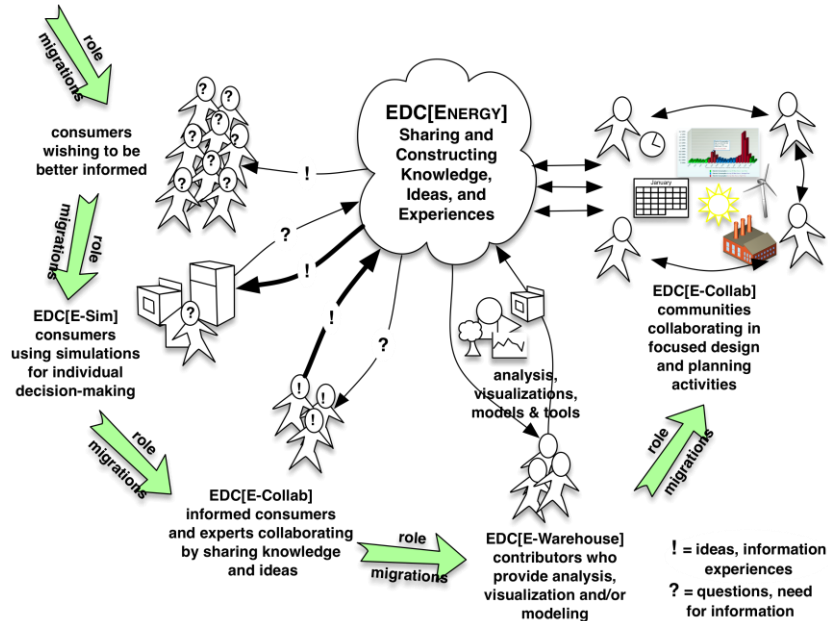 role
migrations
consumers
wishing to be
better informed
role
migrations
EDC[E-Sim]
consumers
using simulations
for individual
decision-making
role
migrations
EDC[E-Collab]
informed consumers
and experts collaborating
by sharing knowledge
and ideas
role
migrations
EDC[E-Warehouse]
contributors who
provide analysis,
visualization and/or
modeling
role
migrations
EDC[E-Collab]
communities
collaborating in
focused design
and planning
activities
EDC[ENERGY]
Sharing and
Constructing
Knowledge,
Ideas, and
Experiences
analysis,
visualizations,
models & tools
January
?
?
?
?
?
?
?
?
!
?
!
?
!
?
!
!
!
! = ideas, information
experiences
? = questions, need
for information